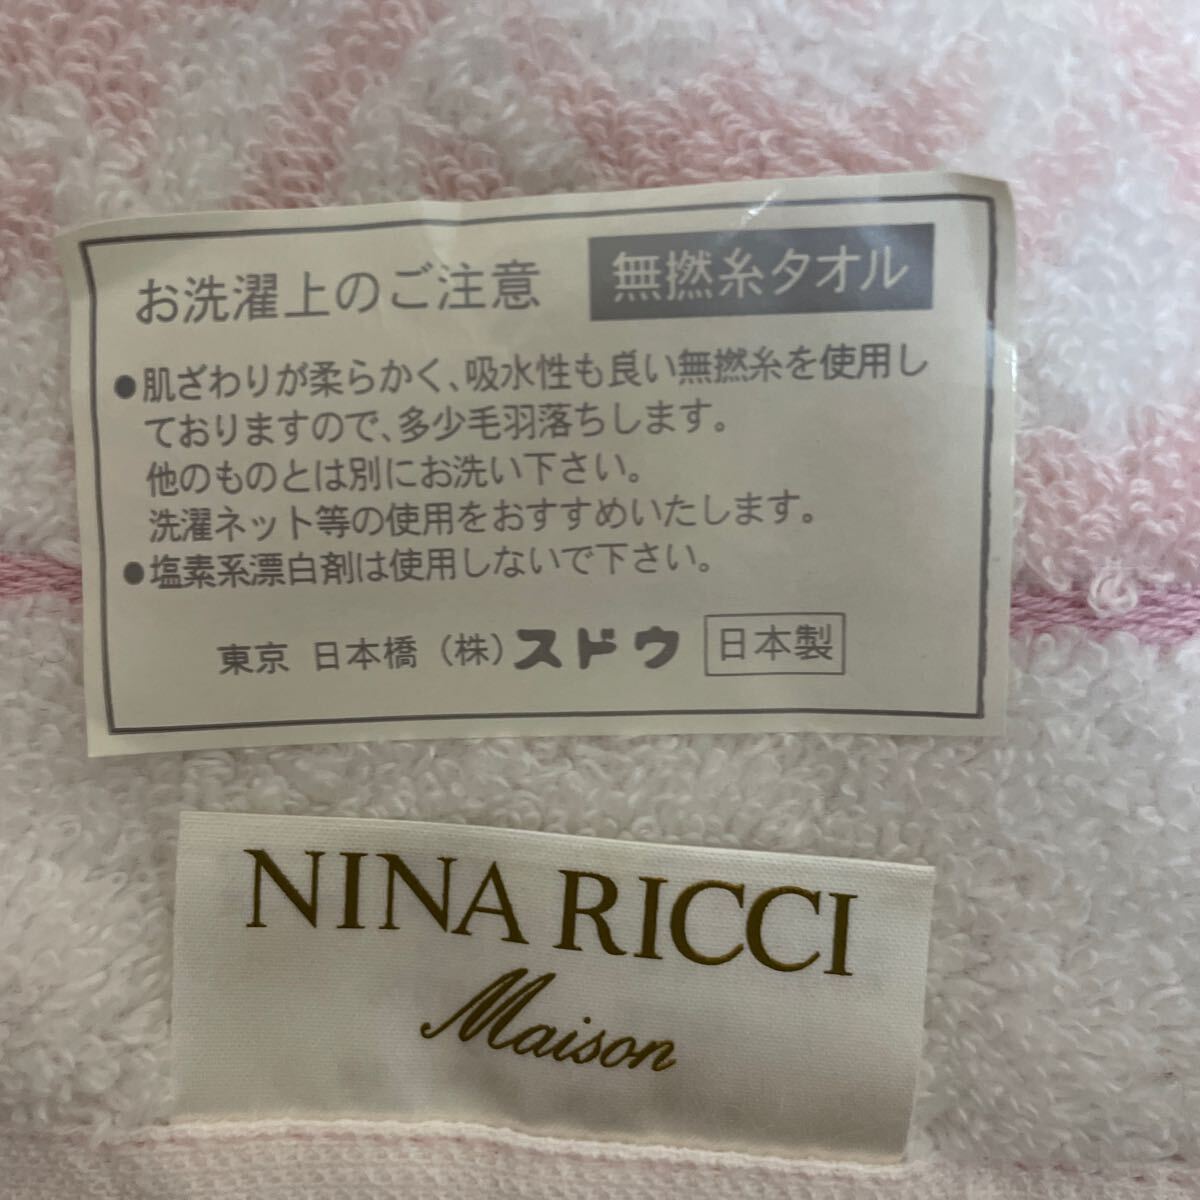 お洗濯上のご注意 無撚糸タオル
●肌ざわりが柔らかく、吸水性も良い無撚糸を使用し
ておりますので、多少毛羽落ちします。
他のものとは別にお洗い下さい。
洗濯ネット等の使用をおすすめいたします。
●塩素系漂白剤は使用しないで下さい。
東京 日本橋 (株)スドウ 日本製
NINA RICCI
Maison